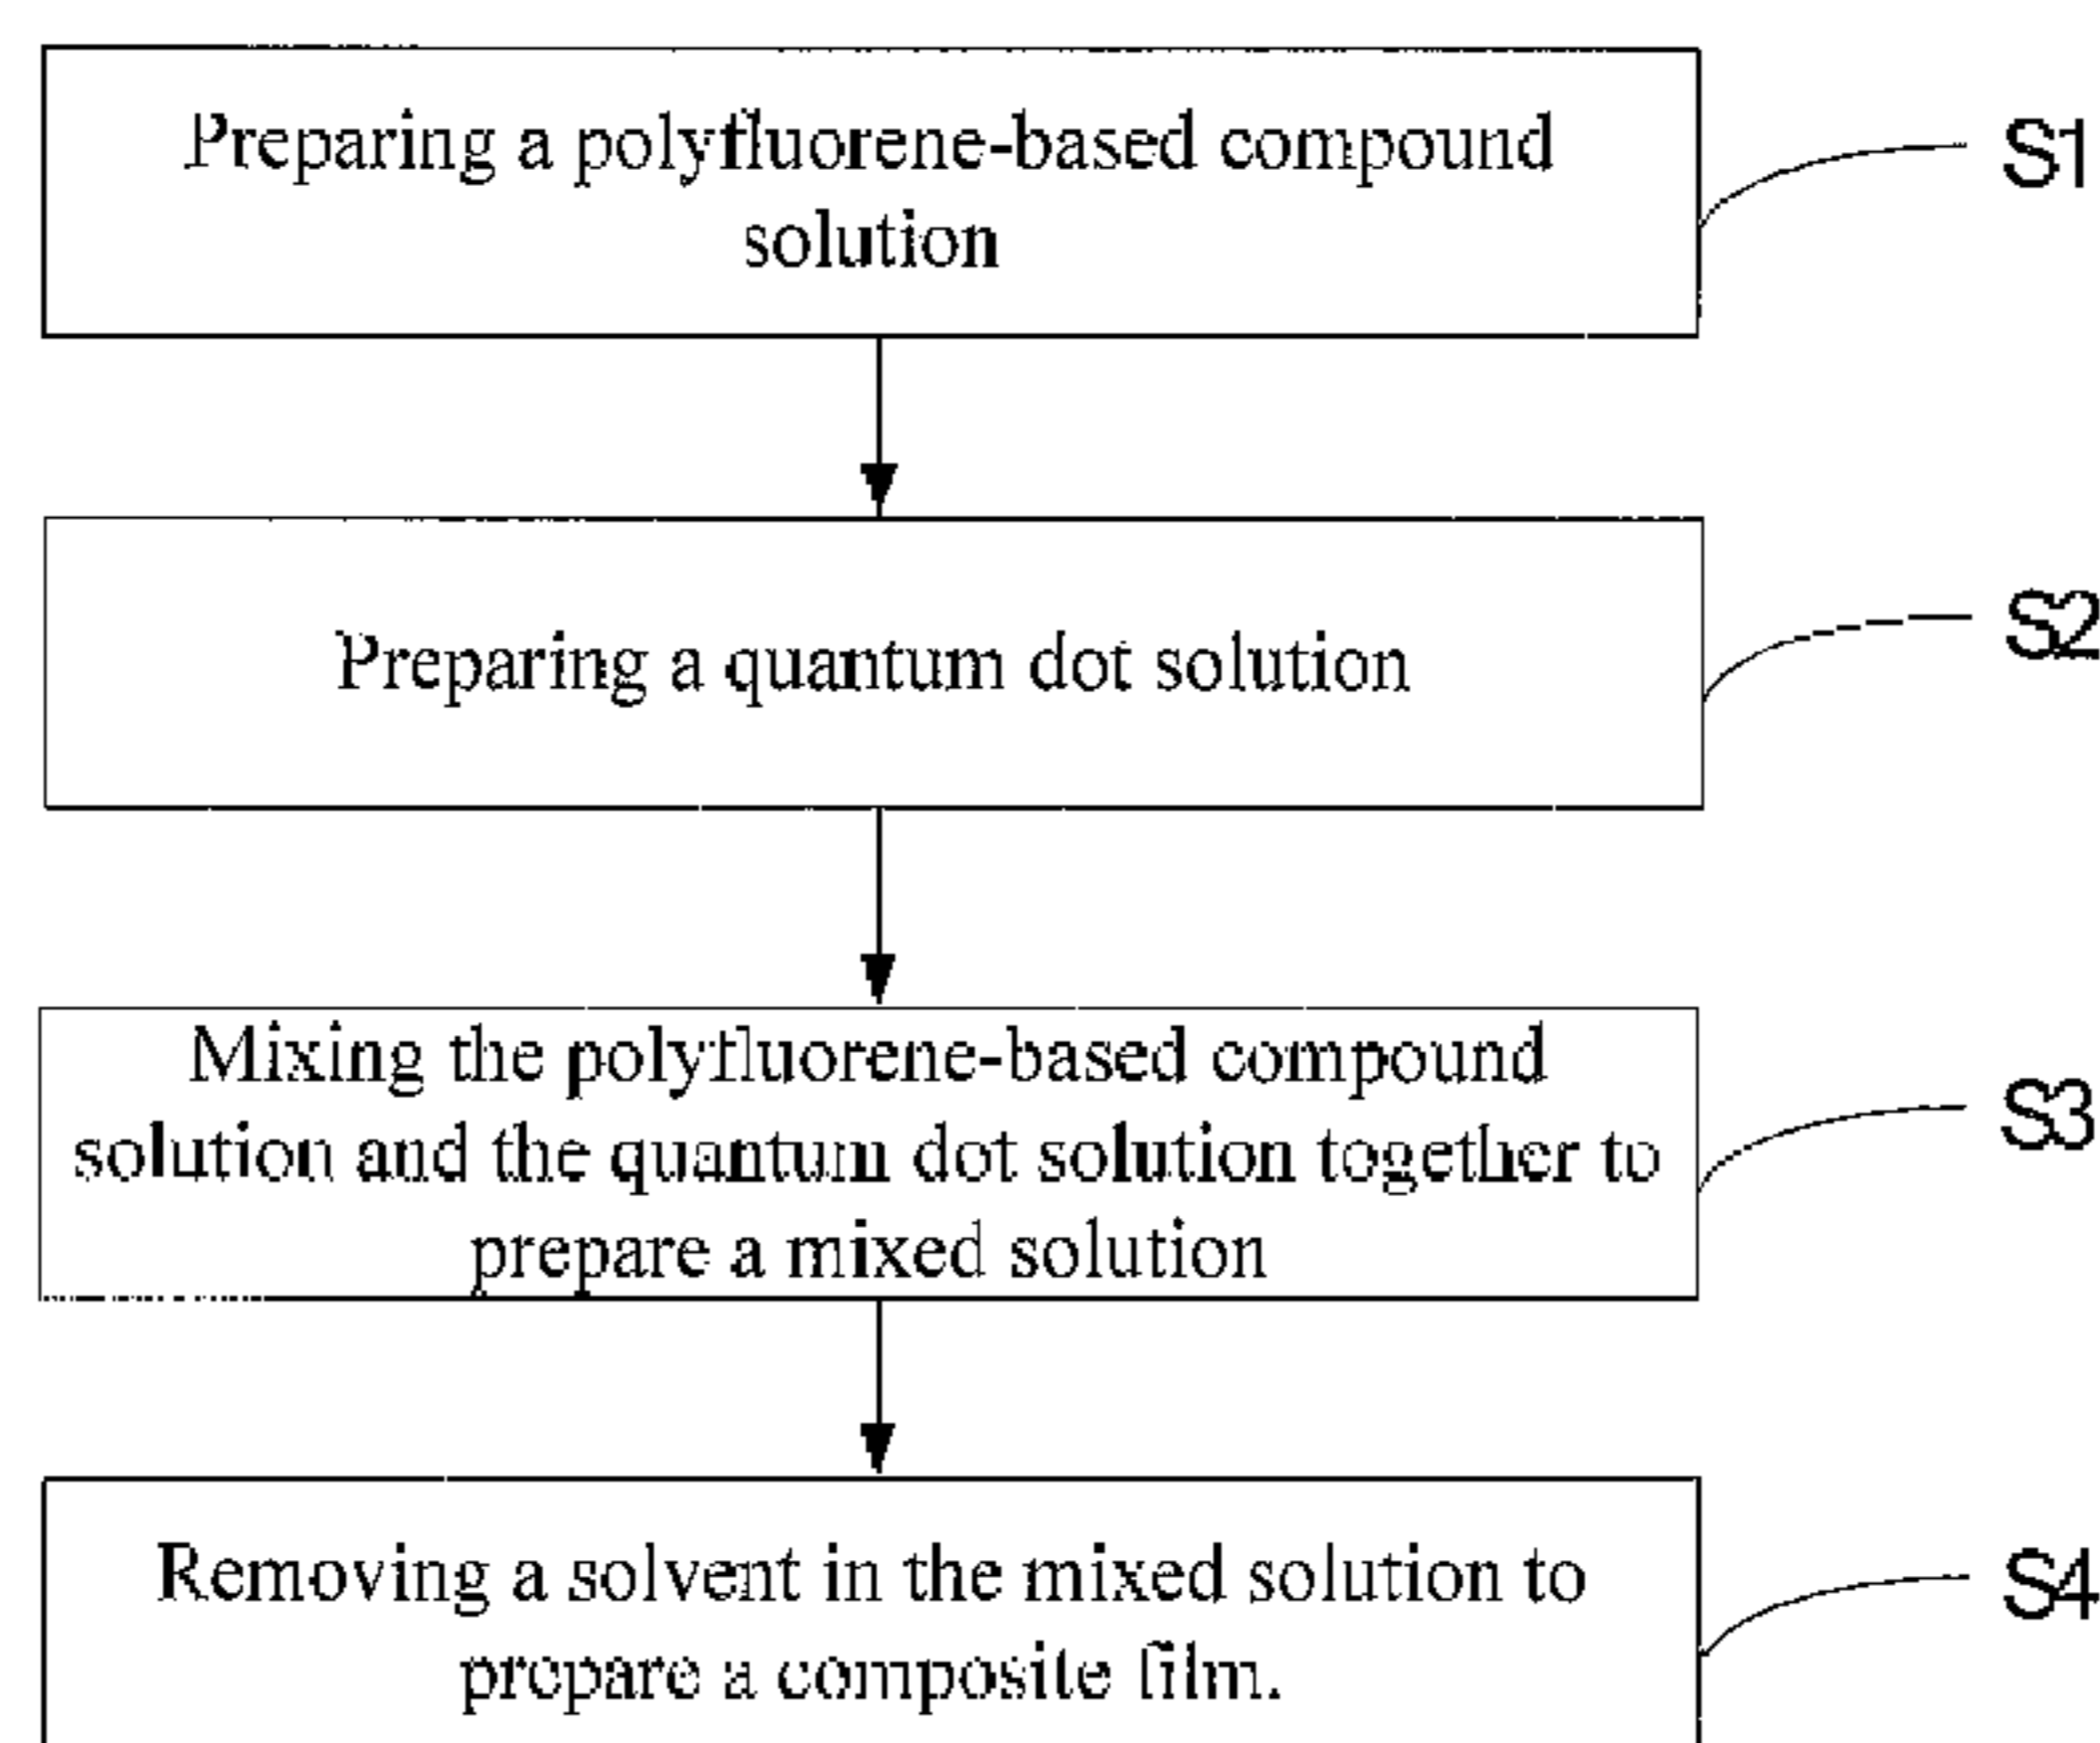 Preparing a polyfluorene-based compound
solution
S1
Preparing a quantum dot solution
S2
Mixing the polyfluorene-based compound
solution and the quantum dot solution together to
prepare a mixed solution
S3
Removing a solvent in the mixed solution to
prepare a composite film.
S4